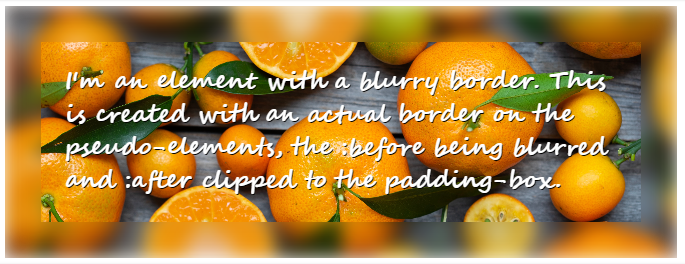 I'm an element with a blurry border. This
is created with an actual border on the
pseudo-elements, the :before being blurred
and :after clipped to the padding-box.